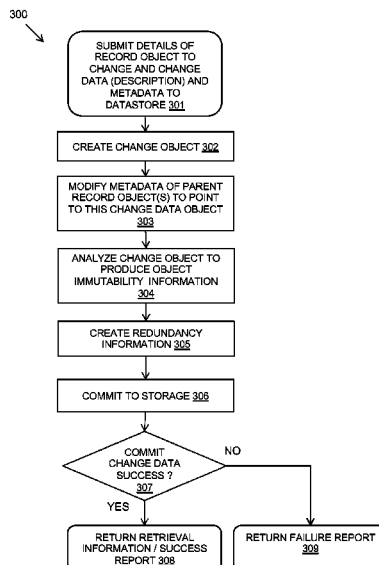 300
SUBMIT DETAILS OF
RECORD OBJECT TO
CHANGE AND CHANGE
DATA (DESCRIPTION) AND
METADATA TO
DATASTORE 301
CREATE CHANGE OBJECT 302
MODIFY METADATA OF PARENT
RECORD OBJECT(S) TO POINT
TO THIS CHANGE DATA OBJECT
303
ANALYZE CHANGE OBJECT TO
PRODUCE OBJECT
IMMUTABILITY INFORMATION
304
CREATE REDUNDANCY
INFORMATION 305
COMMIT TO STORAGE 306
COMMIT
CHANGE DATA
SUCCESS ?
307
NO
YES
RETURN RETRIEVAL
INFORMATION / SUCCESS
REPORT 308
RETURN FAILURE REPORT
309